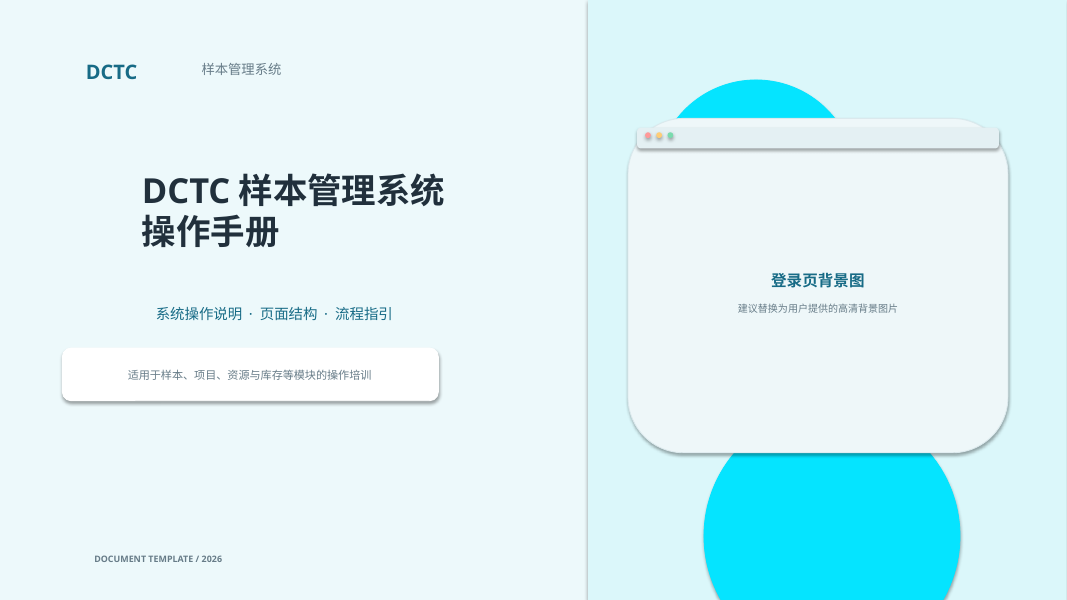 DCTC
样本管理系统
DCTC 样本管理系统
操作手册
系统操作说明 · 页面结构 · 流程指引
适用于样本、项目、资源与库存等模块的操作培训
DOCUMENT TEMPLATE / 2026
登录页背景图
建议替换为用户提供的高清背景图片